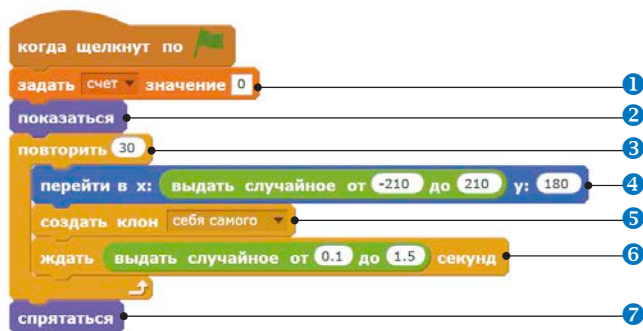 когда щелкнут по
задать счет значение 0 1
показаться 2
повторить 30 3
перейти в x: выдать случайное от -210 до 210 y: 180 4
создать клон себя самого 5
ждать выдать случайное от 0.1 до 1.5 секунд 6
спрятаться 7